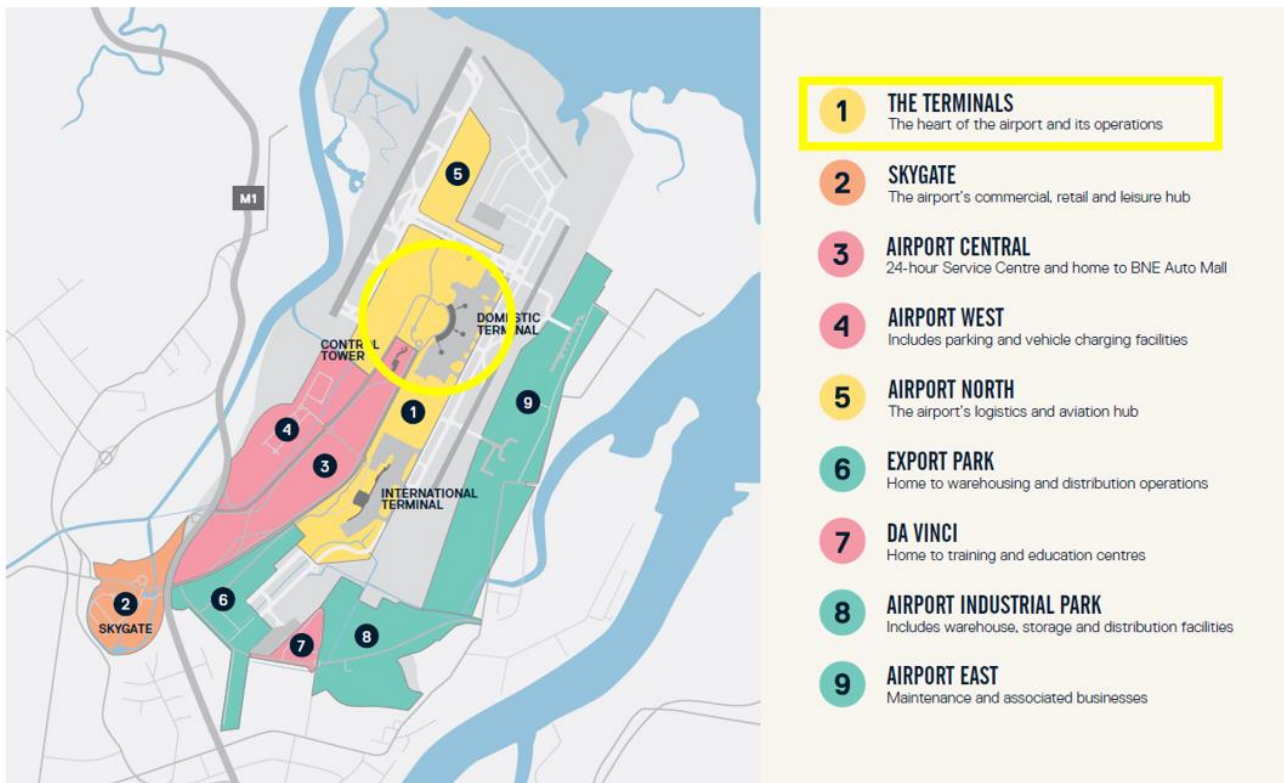 M1
5
DOMESTIC
TERMINAL
CONTROL
TOWER
1
9
4
3
INTERNATIONAL
TERMINAL
2
SKYGATE
6
7
8
1
THE TERMINALS
The heart of the airport and its operations
2
SKYGATE
The airport's commercial, retail and leisure hub
3
AIRPORT CENTRAL
24-hour Service Centre and home to BNE Auto Mall
4
AIRPORT WEST
Includes parking and vehicle charging facilities
5
AIRPORT NORTH
The airport's logistics and aviation hub
6
EXPORT PARK
Home to warehousing and distribution operations
7
DA VINCI
Home to training and education centres
8
AIRPORT INDUSTRIAL PARK
Includes warehouse, storage and distribution facilities
9
AIRPORT EAST
Maintenance and associated businesses